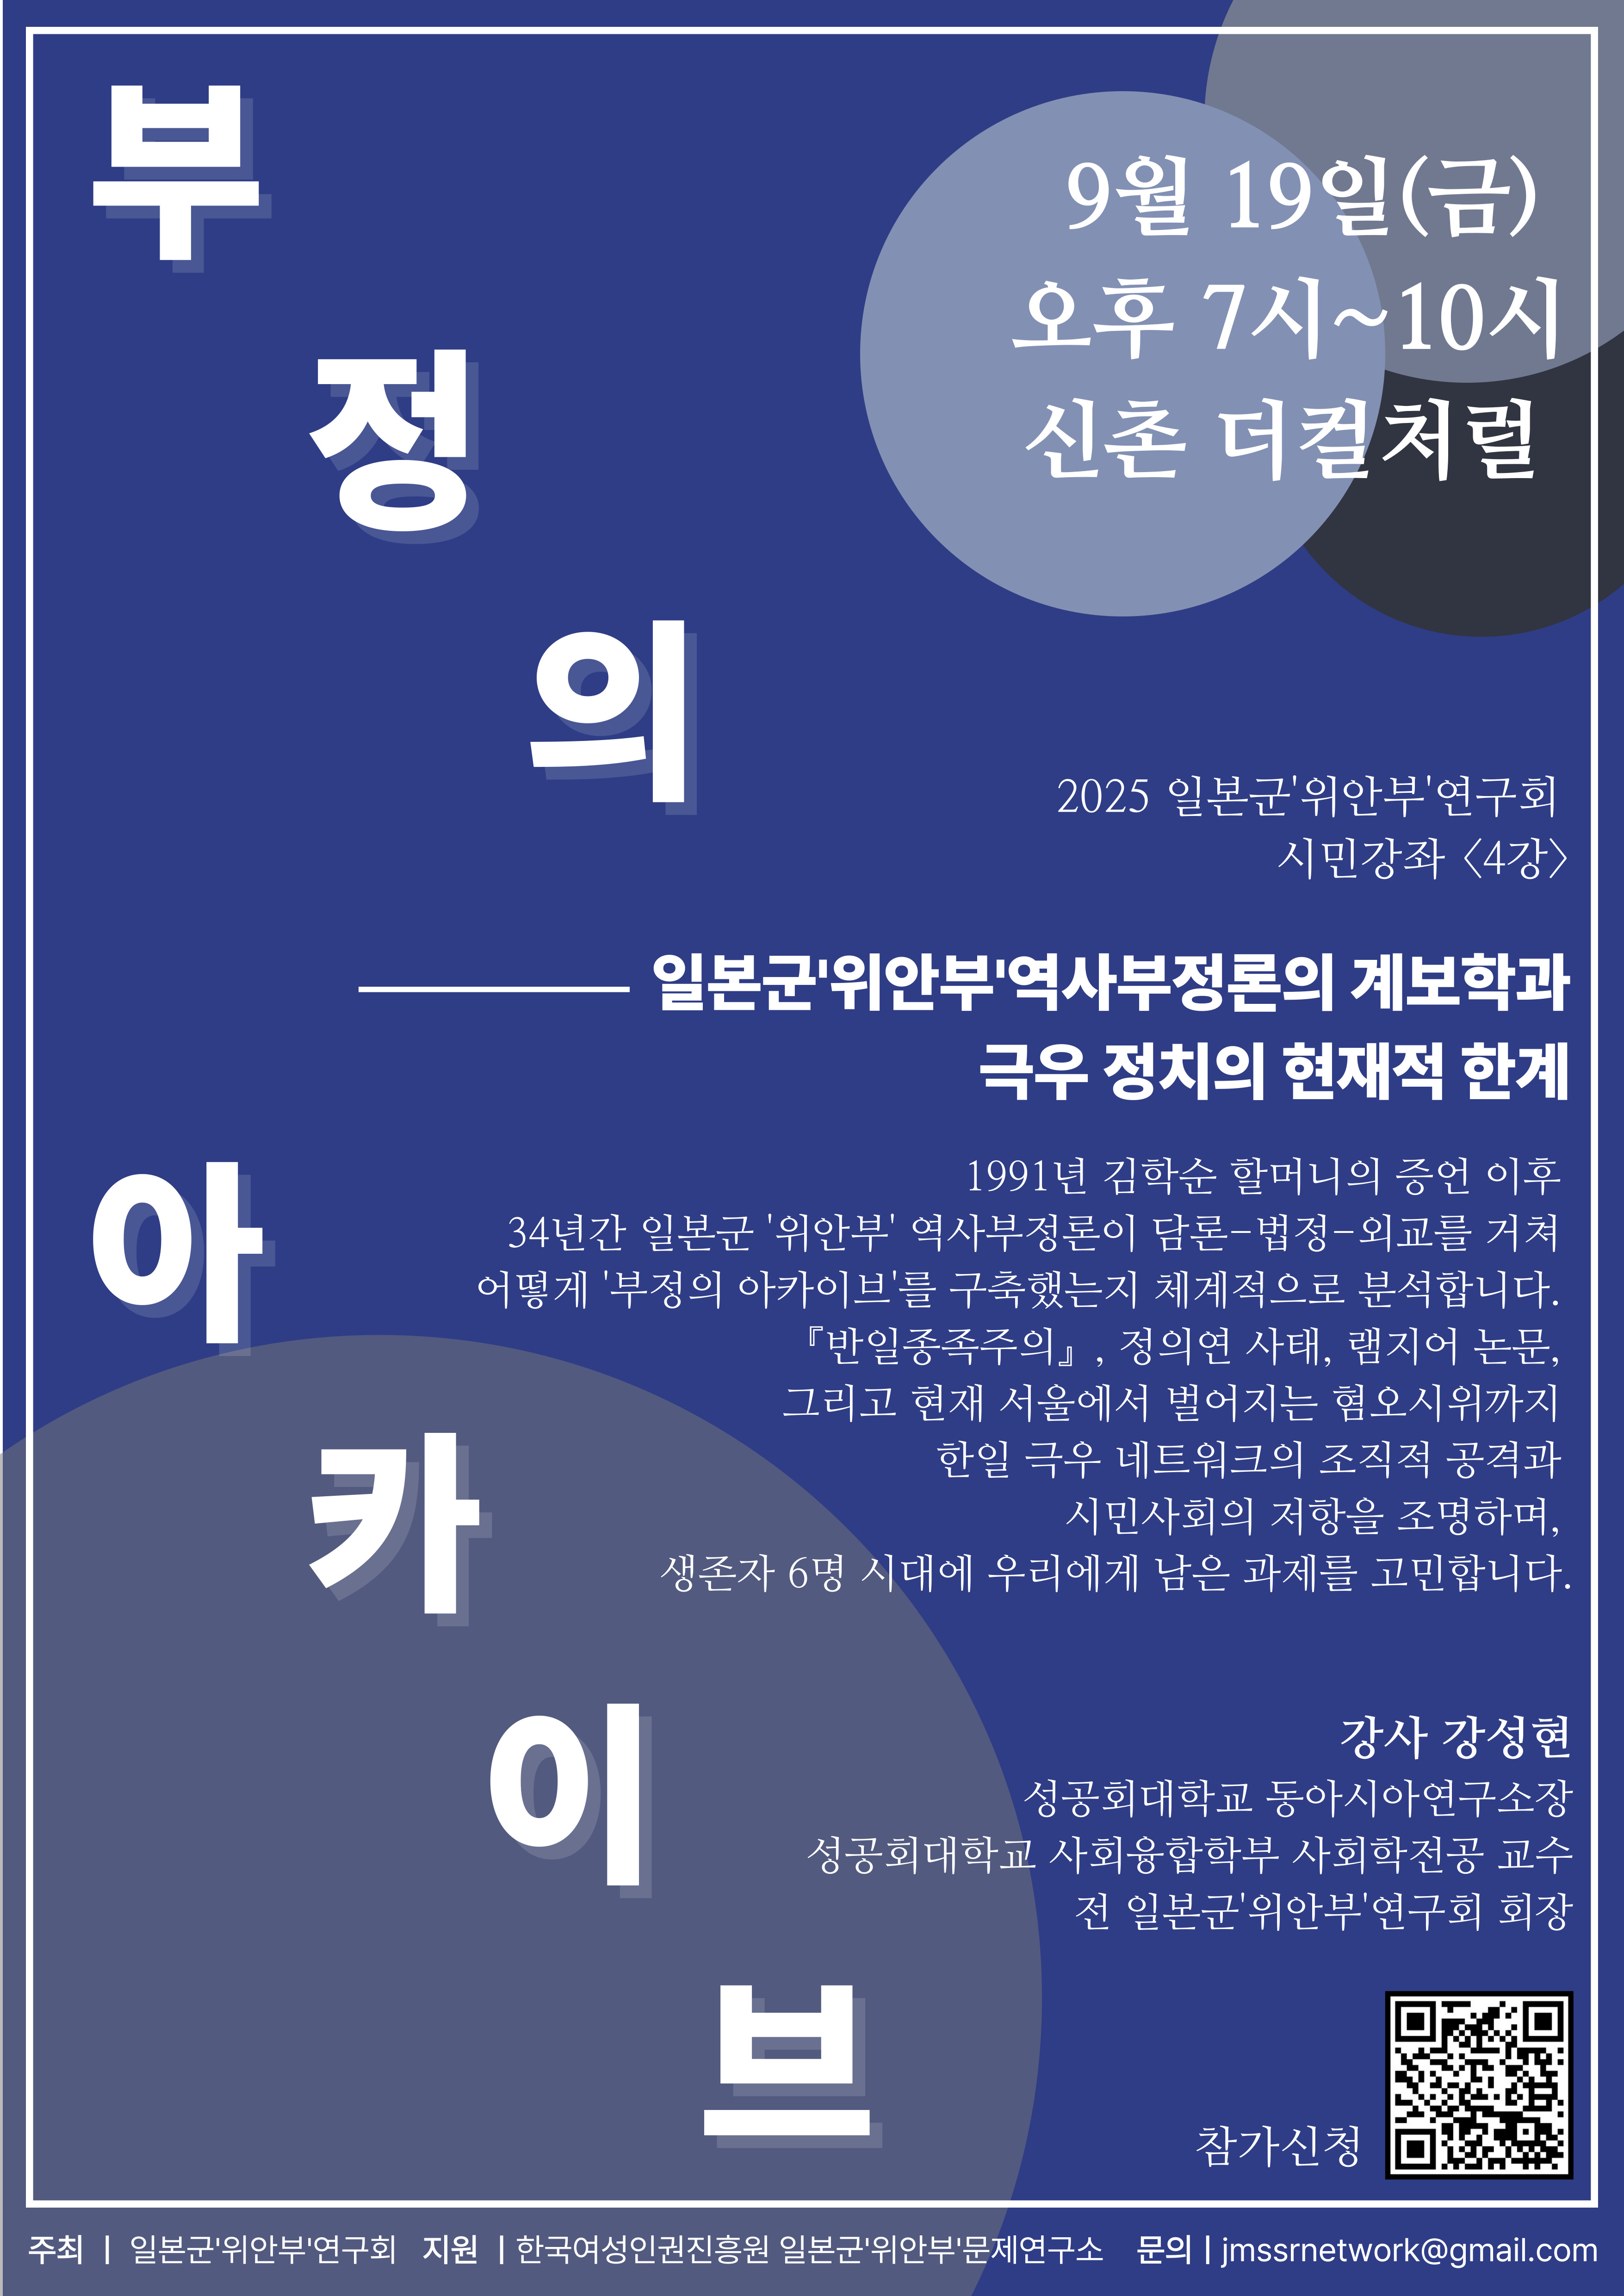 부정의
아카이브
9월 19일(금)
오후 7시~10시
신촌 더컬처럴
2025 일본군'위안부'연구회
시민강좌 〈4강〉
일본군'위안부'역사부정론의 계보학과
극우 정치의 현재적 한계
1991년 김학순 할머니의 증언 이후
34년간 일본군 '위안부' 역사부정론이 담론-법정-외교를 거쳐
어떻게 '부정의 아카이브'를 구축했는지 체계적으로 분석합니다.
『반일종족주의』, 정의연 사태, 램지어 논문,
그리고 현재 서울에서 벌어지는 혐오시위까지
한일 극우 네트워크의 조직적 공격과
시민사회의 저항을 조명하며,
생존자 6명 시대에 우리에게 남은 과제를 고민합니다.
강사 강성현
성공회대학교 동아시아연구소장
성공회대학교 사회융합학부 사회학전공 교수
전 일본군'위안부'연구회 회장
참가신청
주최 | 일본군'위안부'연구회 지원 | 한국여성인권진흥원 일본군'위안부'문제연구소 문의 | jmssrnetwork@gmail.com